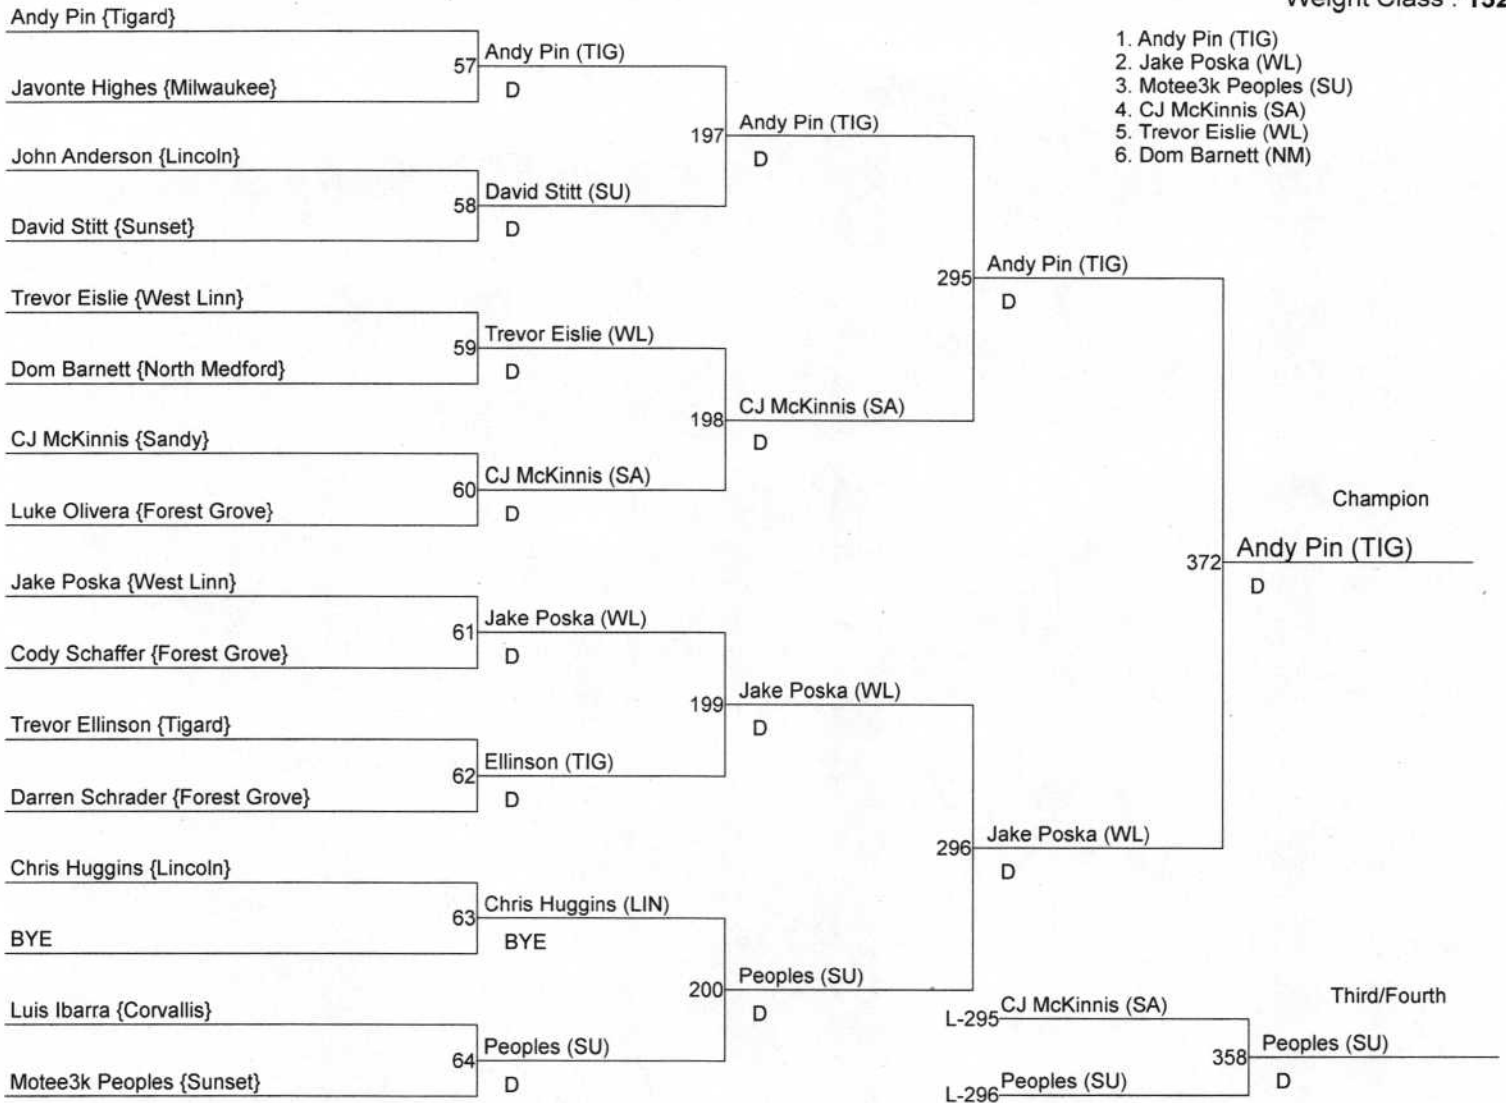 Weight Class : 152
Andy Pin {Tigard}
1. Andy Pin (TIG)
2. Jake Poska (WL)
3. Motee3k Peoples (SU)
4. CJ McKinnis (SA)
5. Trevor Eislie (WL)
6. Dom Barnett (NM)
57 Andy Pin (TIG)
D
Javonte Highes {Milwaukee}
197 Andy Pin (TIG)
D
John Anderson {Lincoln}
58 David Stitt (SU)
D
David Stitt {Sunset}
295 Andy Pin (TIG)
D
Trevor Eislie {West Linn}
59 Trevor Eislie (WL)
D
Dom Barnett {North Medford}
198 CJ McKinnis (SA)
D
CJ McKinnis {Sandy}
60 CJ McKinnis (SA)
D
Luke Olivera {Forest Grove}
Champion
372 Andy Pin (TIG)
D
Jake Poska {West Linn}
61 Jake Poska (WL)
D
Cody Schaffer {Forest Grove}
199 Jake Poska (WL)
D
Trevor Ellinson {Tigard}
62 Ellinson (TIG)
D
Darren Schrader {Forest Grove}
296 Jake Poska (WL)
D
Chris Huggins {Lincoln}
63 Chris Huggins (LIN)
BYE
BYE
200 Peoples (SU)
D
Luis Ibarra {Corvallis}
64 Peoples (SU)
D
Motee3k Peoples {Sunset}
Third/Fourth
L-295 CJ McKinnis (SA)
358 Peoples (SU)
D
L-296 Peoples (SU)